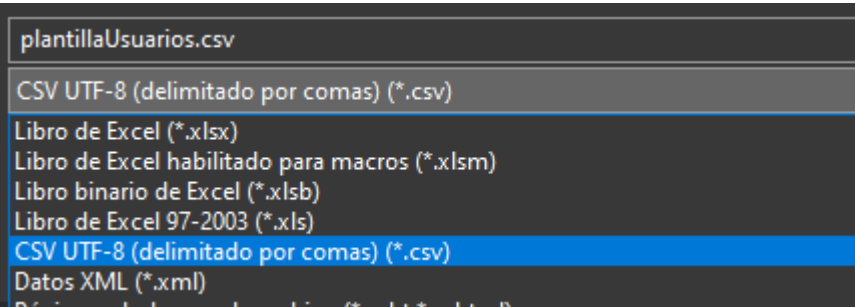 plantillaUsuarios.csv
CSV UTF-8 (delimitado por comas) (*.csv)
Libro de Excel (*.xlsx)
Libro de Excel habilitado para macros (*.xlsm)
Libro binario de Excel (*.xlsb)
Libro de Excel 97-2003 (*.xls)
CSV UTF-8 (delimitado por comas) (*.csv)
Datos XML (*.xml)